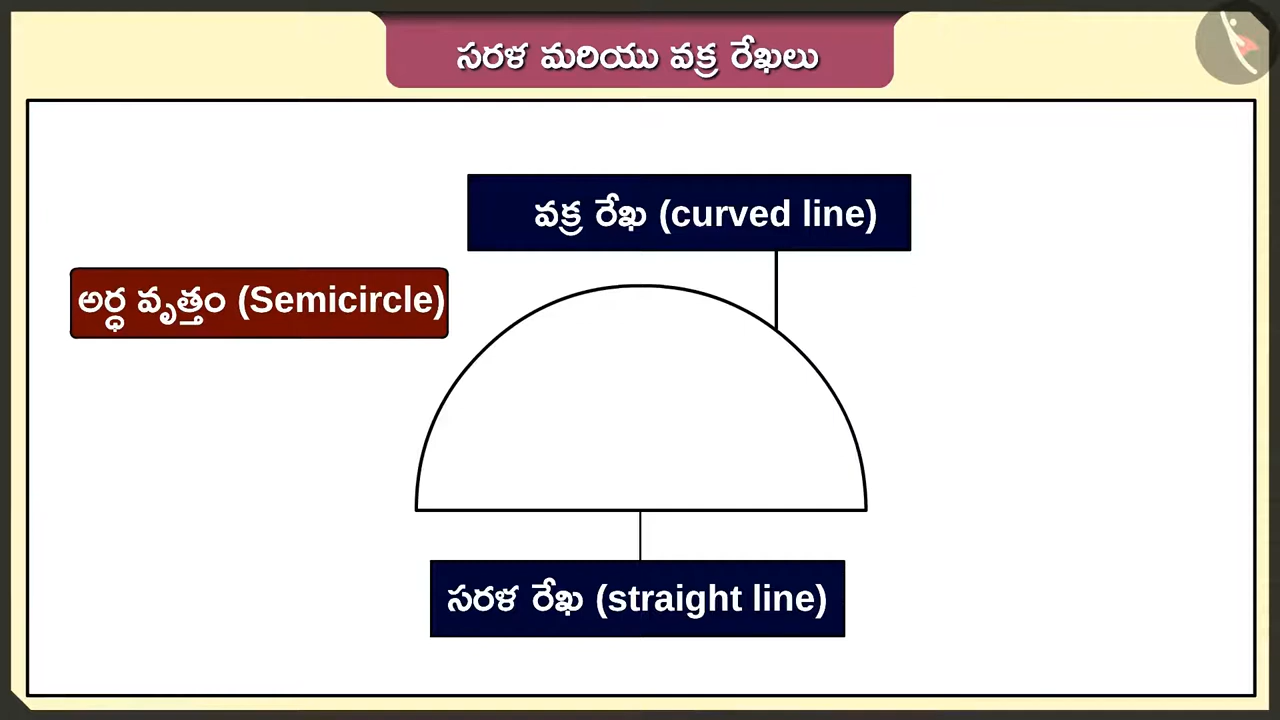 సరళ మరియు వక్ర రేఖలు
వక్ర రేఖ (curved line)
అర్ధ వృత్తం (Semicircle)
సరళ రేఖ (straight line)